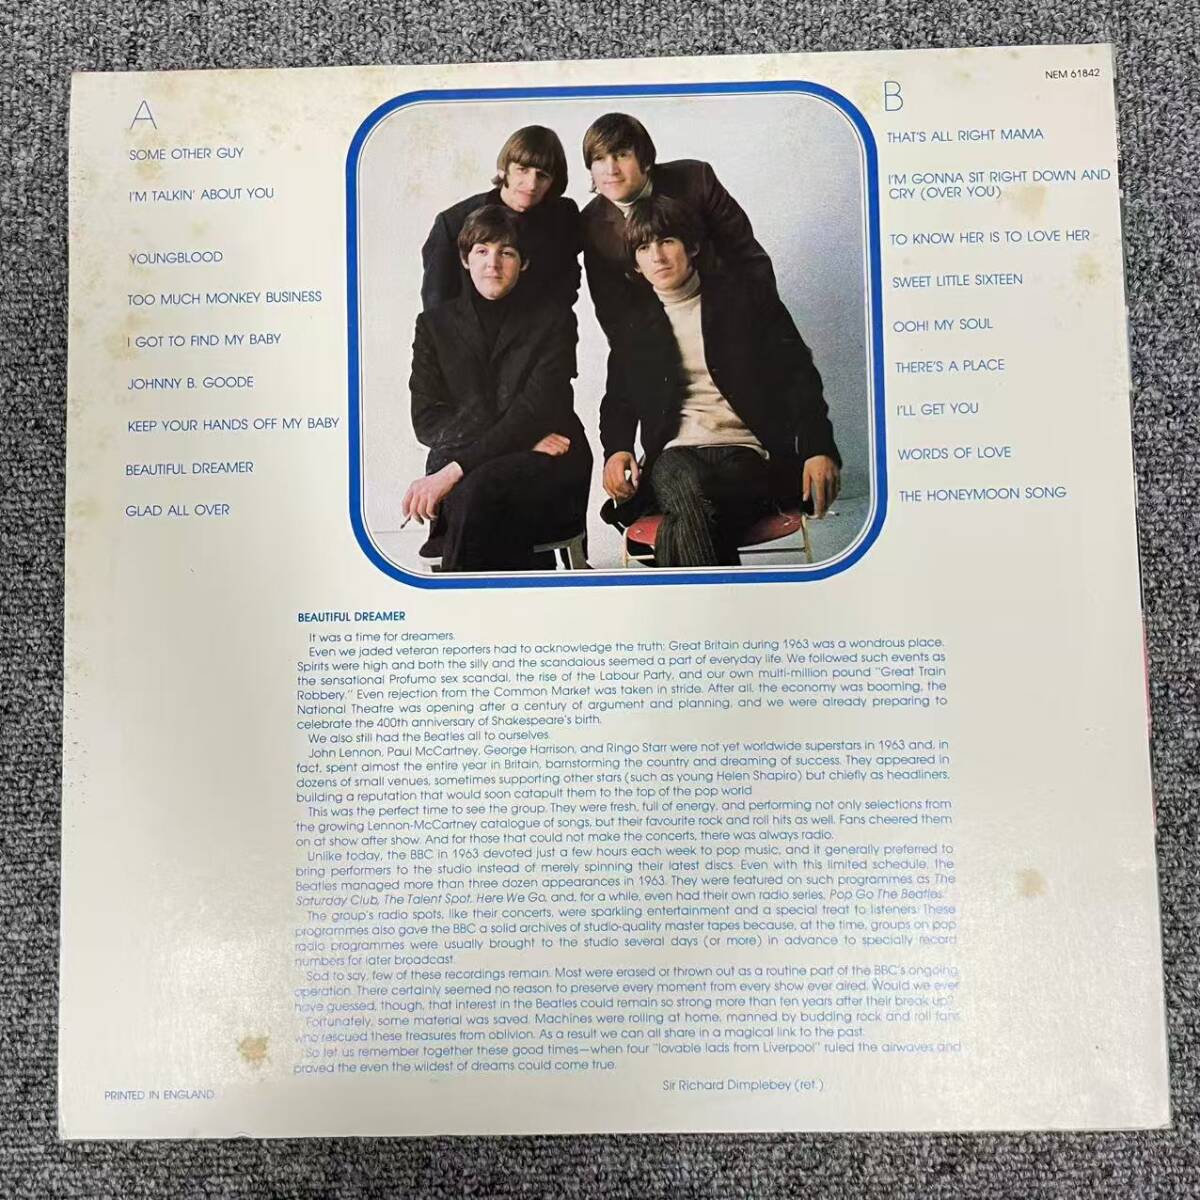 NEM 61842
A
SOME OTHER GUY
I'M TALKIN' ABOUT YOU
YOUNGBLOOD
TOO MUCH MONKEY BUSINESS
I GOT TO FIND MY BABY
JOHNNY B. GOODE
KEEP YOUR HANDS OFF MY BABY
BEAUTIFUL DREAMER
GLAD ALL OVER
B
THAT'S ALL RIGHT MAMA
I'M GONNA SIT RIGHT DOWN AND
CRY (OVER YOU)
TO KNOW HER IS TO LOVE HER
SWEET LITTLE SIXTEEN
OOH! MY SOUL
THERE'S A PLACE
I'LL GET YOU
WORDS OF LOVE
THE HONEYMOON SONG
BEAUTIFUL DREAMER
It was a time for dreamers.
Even we jaded veteran reporters had to acknowledge the truth: Great Britain during 1963 was a wondrous place.
Spirits were high and both the silly and the scandalous seemed a part of everyday life. We followed such events as
the sensational Profumo sex scandal, the rise of the Labour Party, and our own multi-million pound "Great Train
Robbery." Even rejection from the Common Market was taken in stride. After all, the economy was booming, the
National Theatre was opening after a century of argument and planning, and we were already preparing to
celebrate the 400th anniversary of Shakespeare's birth.
We also still had the Beatles all to ourselves.
John Lennon, Paul McCartney, George Harrison, and Ringo Starr were not yet worldwide superstars in 1963 and, in
fact, spent almost the entire year in Britain, barnstorming the country and dreaming of success. They appeared in
dozens of small venues, sometimes supporting other stars (such as young Helen Shapiro) but chiefly as headliners,
building a reputation that would soon catapult them to the top of the pop world.
This was the perfect time to see the group. They were fresh, full of energy, and performing not only selections from
the growing Lennon-McCartney catalogue of songs, but their favourite rock and roll hits as well. Fans cheered them
on at show after show. And for those that could not make the concerts, there was always radio.
Unlike today, the BBC in 1963 devoted just a few hours each week to pop music, and it generally preferred to
bring performers to the studio instead of merely spinning their latest discs. Even with this limited schedule, the
Beatles managed more than three dozen appearances in 1963. They were featured on such programmes as The
Saturday Club, The Talent Spot, Here We Go, and, for a while, even had their own radio series, Pop Go The Beatles.
The group's radio spots, like their concerts, were sparkling entertainment and a special treat to listeners. These
programmes also gave the BBC a solid archives of studio-quality master tapes because, at the time, groups on pop
radio programmes were usually brought to the studio several days (or more) in advance to specially record
numbers for later broadcast.
Sad to say, few of these recordings remain. Most were erased or thrown out as a routine part of the BBC's ongoing
operation. There certainly seemed no reason to preserve every moment from every show ever aired. Would we ever
have guessed, though, that interest in the Beatles could remain so strong more than ten years after their break up?
Fortunately, some material was saved. Machines were rolling at home, manned by budding rock and roll fans
who rescued these treasures from oblivion. As a result we can all share in a magical link to the past.
So let us remember together these good times—when four "lovable lads from Liverpool" ruled the airwaves and
proved the even the wildest of dreams could come true.
Sir Richard Dimplebey (ret.)
PRINTED IN ENGLAND